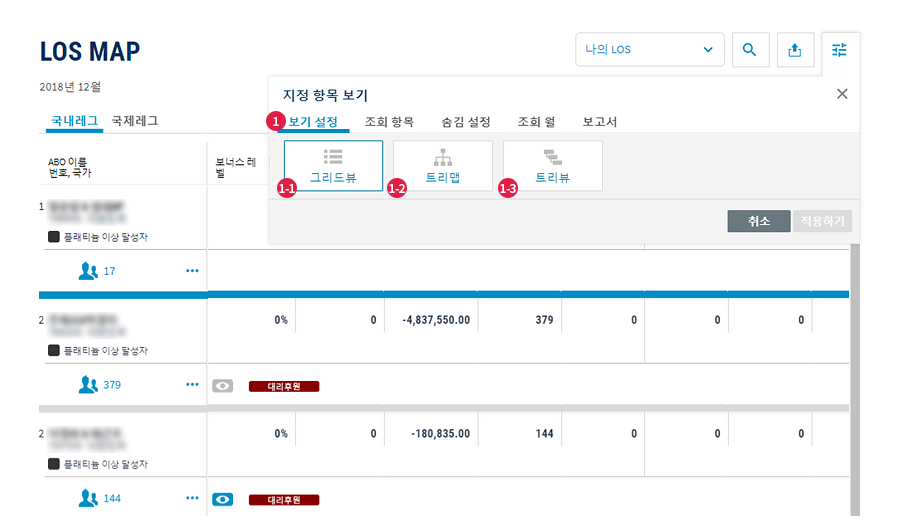 LOS MAP
나의 LOS
2018년 12월
지정 항목 보기
국내레그 국제레그
1 보기 설정 조회 항목 숨김 설정 조회 월 보고서
ABO 이름
번호, 국가
보너스 레
벨
그리드뷰 트리맵 트리뷰
1-1 1-2 1-3
1
취소 적용하기
플래티늄 이상 달성자
17 •••
2 0% 0 -4,837,550.00 379 0 0 0
플래티늄 이상 달성자
379 ••• 대리후원
2 0% 0 -180,835.00 144 0 0 0
플래티늄 이상 달성자
144 ••• 대리후원